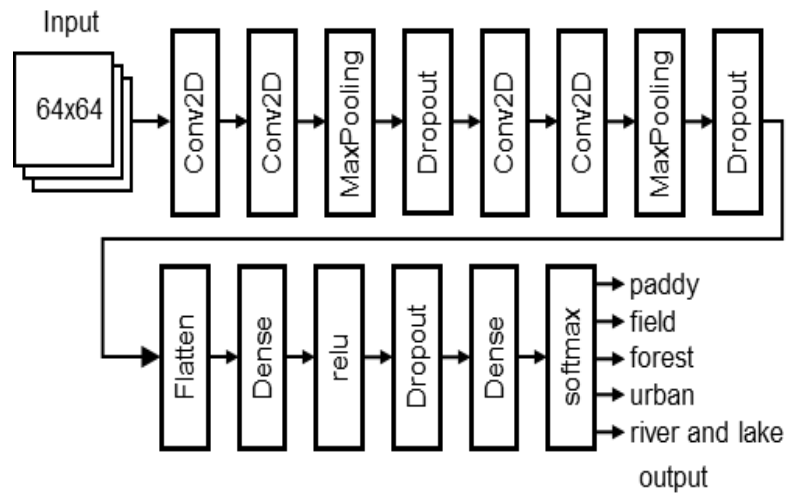 Input
64x64
Conv2D
Conv2D
MaxPooling
Dropout
Conv2D
Conv2D
MaxPooling
Dropout
Flatten
Dense
relu
Dropout
Dense
softmax
paddy
field
forest
urban
river and lake
output